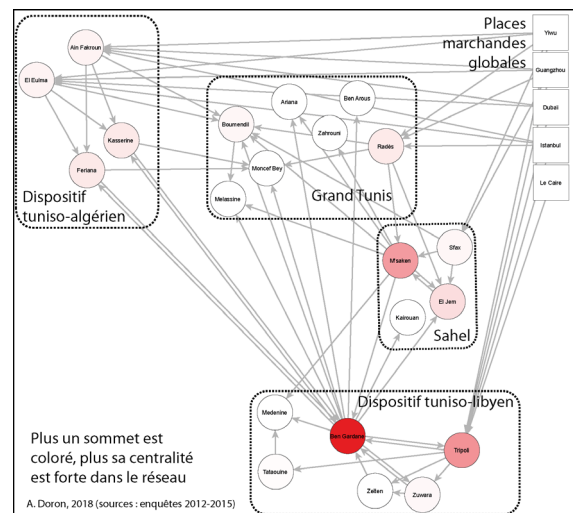 Places
marchandes
globales
Yiwu
Guangzhou
Dubaï
Istanbul
Le Caire
Aïn Fakroun
El Eulma
Kasserine
Feriana
Dispositif
tuniso-algérien
Ariana
Ben Arous
Boumendil
Zahrouni
Radès
Moncef Bey
Melassine
Grand Tunis
Sfax
M'saken
El Jem
Kairouan
Sahel
Dispositif tuniso-libyen
Medenine
Ben Gardane
Tripoli
Tataouine
Zelten
Zuwara
Plus un sommet est
coloré, plus sa centralité
est forte dans le réseau
A. Doron, 2018 (sources : enquêtes 2012-2015)